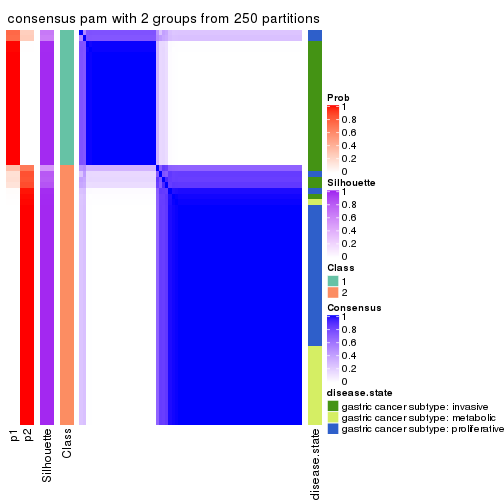 consensus pam with 2 groups from 250 partitions
Prob
1
0.8
0.6
0.4
0.2
0
Silhouette
1
0.8
0.6
0.4
0.2
0
Class
1
2
Consensus
1
0.8
0.6
0.4
0.2
0
disease.state
gastric cancer subtype: invasive
gastric cancer subtype: metabolic
gastric cancer subtype: proliferative
p1
p2
Silhouette
Class
disease.state